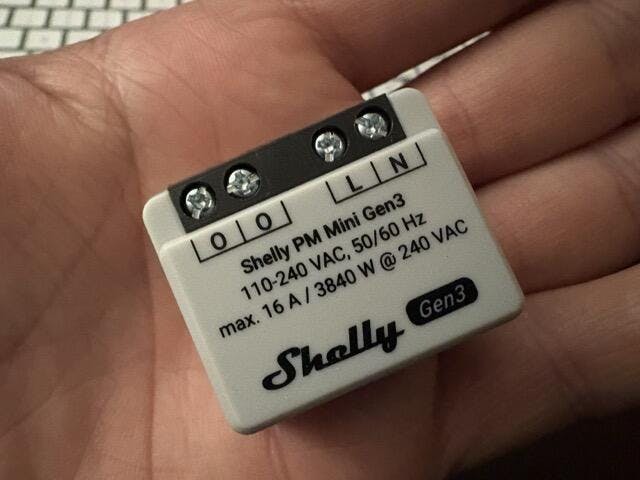 O O L N
Shelly PM Mini Gen3
110-240 VAC, 50/60 Hz
max. 16 A / 3840 W @ 240 VAC
Shelly Gen3